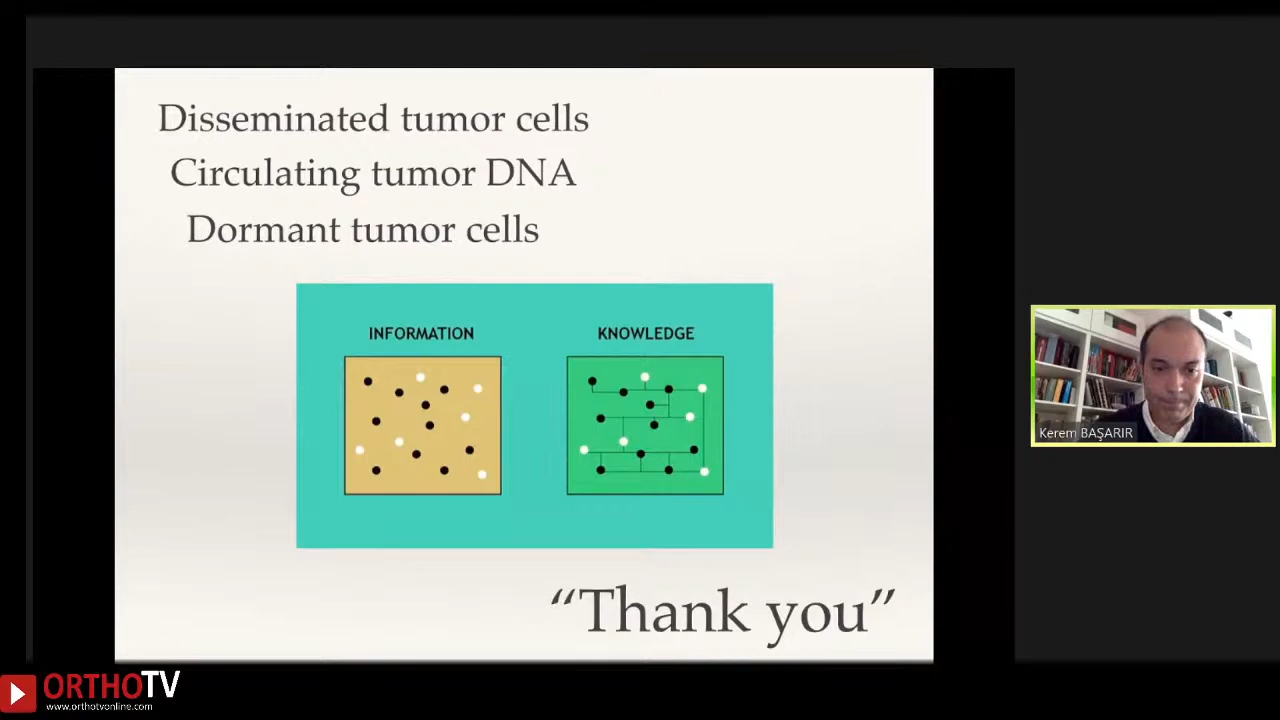 Disseminated tumor cells
Circulating tumor DNA
Dormant tumor cells
INFORMATION
KNOWLEDGE
“Thank you”
Kerem BAŞARIR
ORTHOTV
www.orthotvonline.com